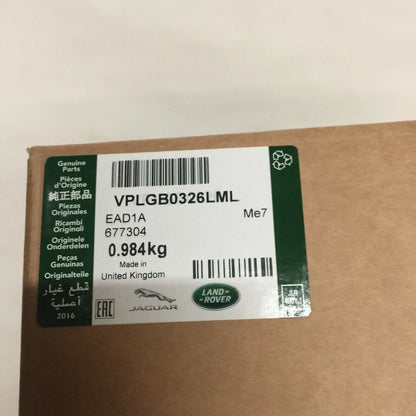 Genuine
Parts
Pièces
d'Origine
純正部品
Piezas
Originales
Ricambi
Originali
Originele
Onderdelen
Peças
Genuínas
Originalteile
قطع غيار
أصلية
2016
VPLGB0326LML
EAD1A
Me7
677304
0.984kg
Made in
United Kingdom
EAC
JAGUAR
LAND-
ROVER